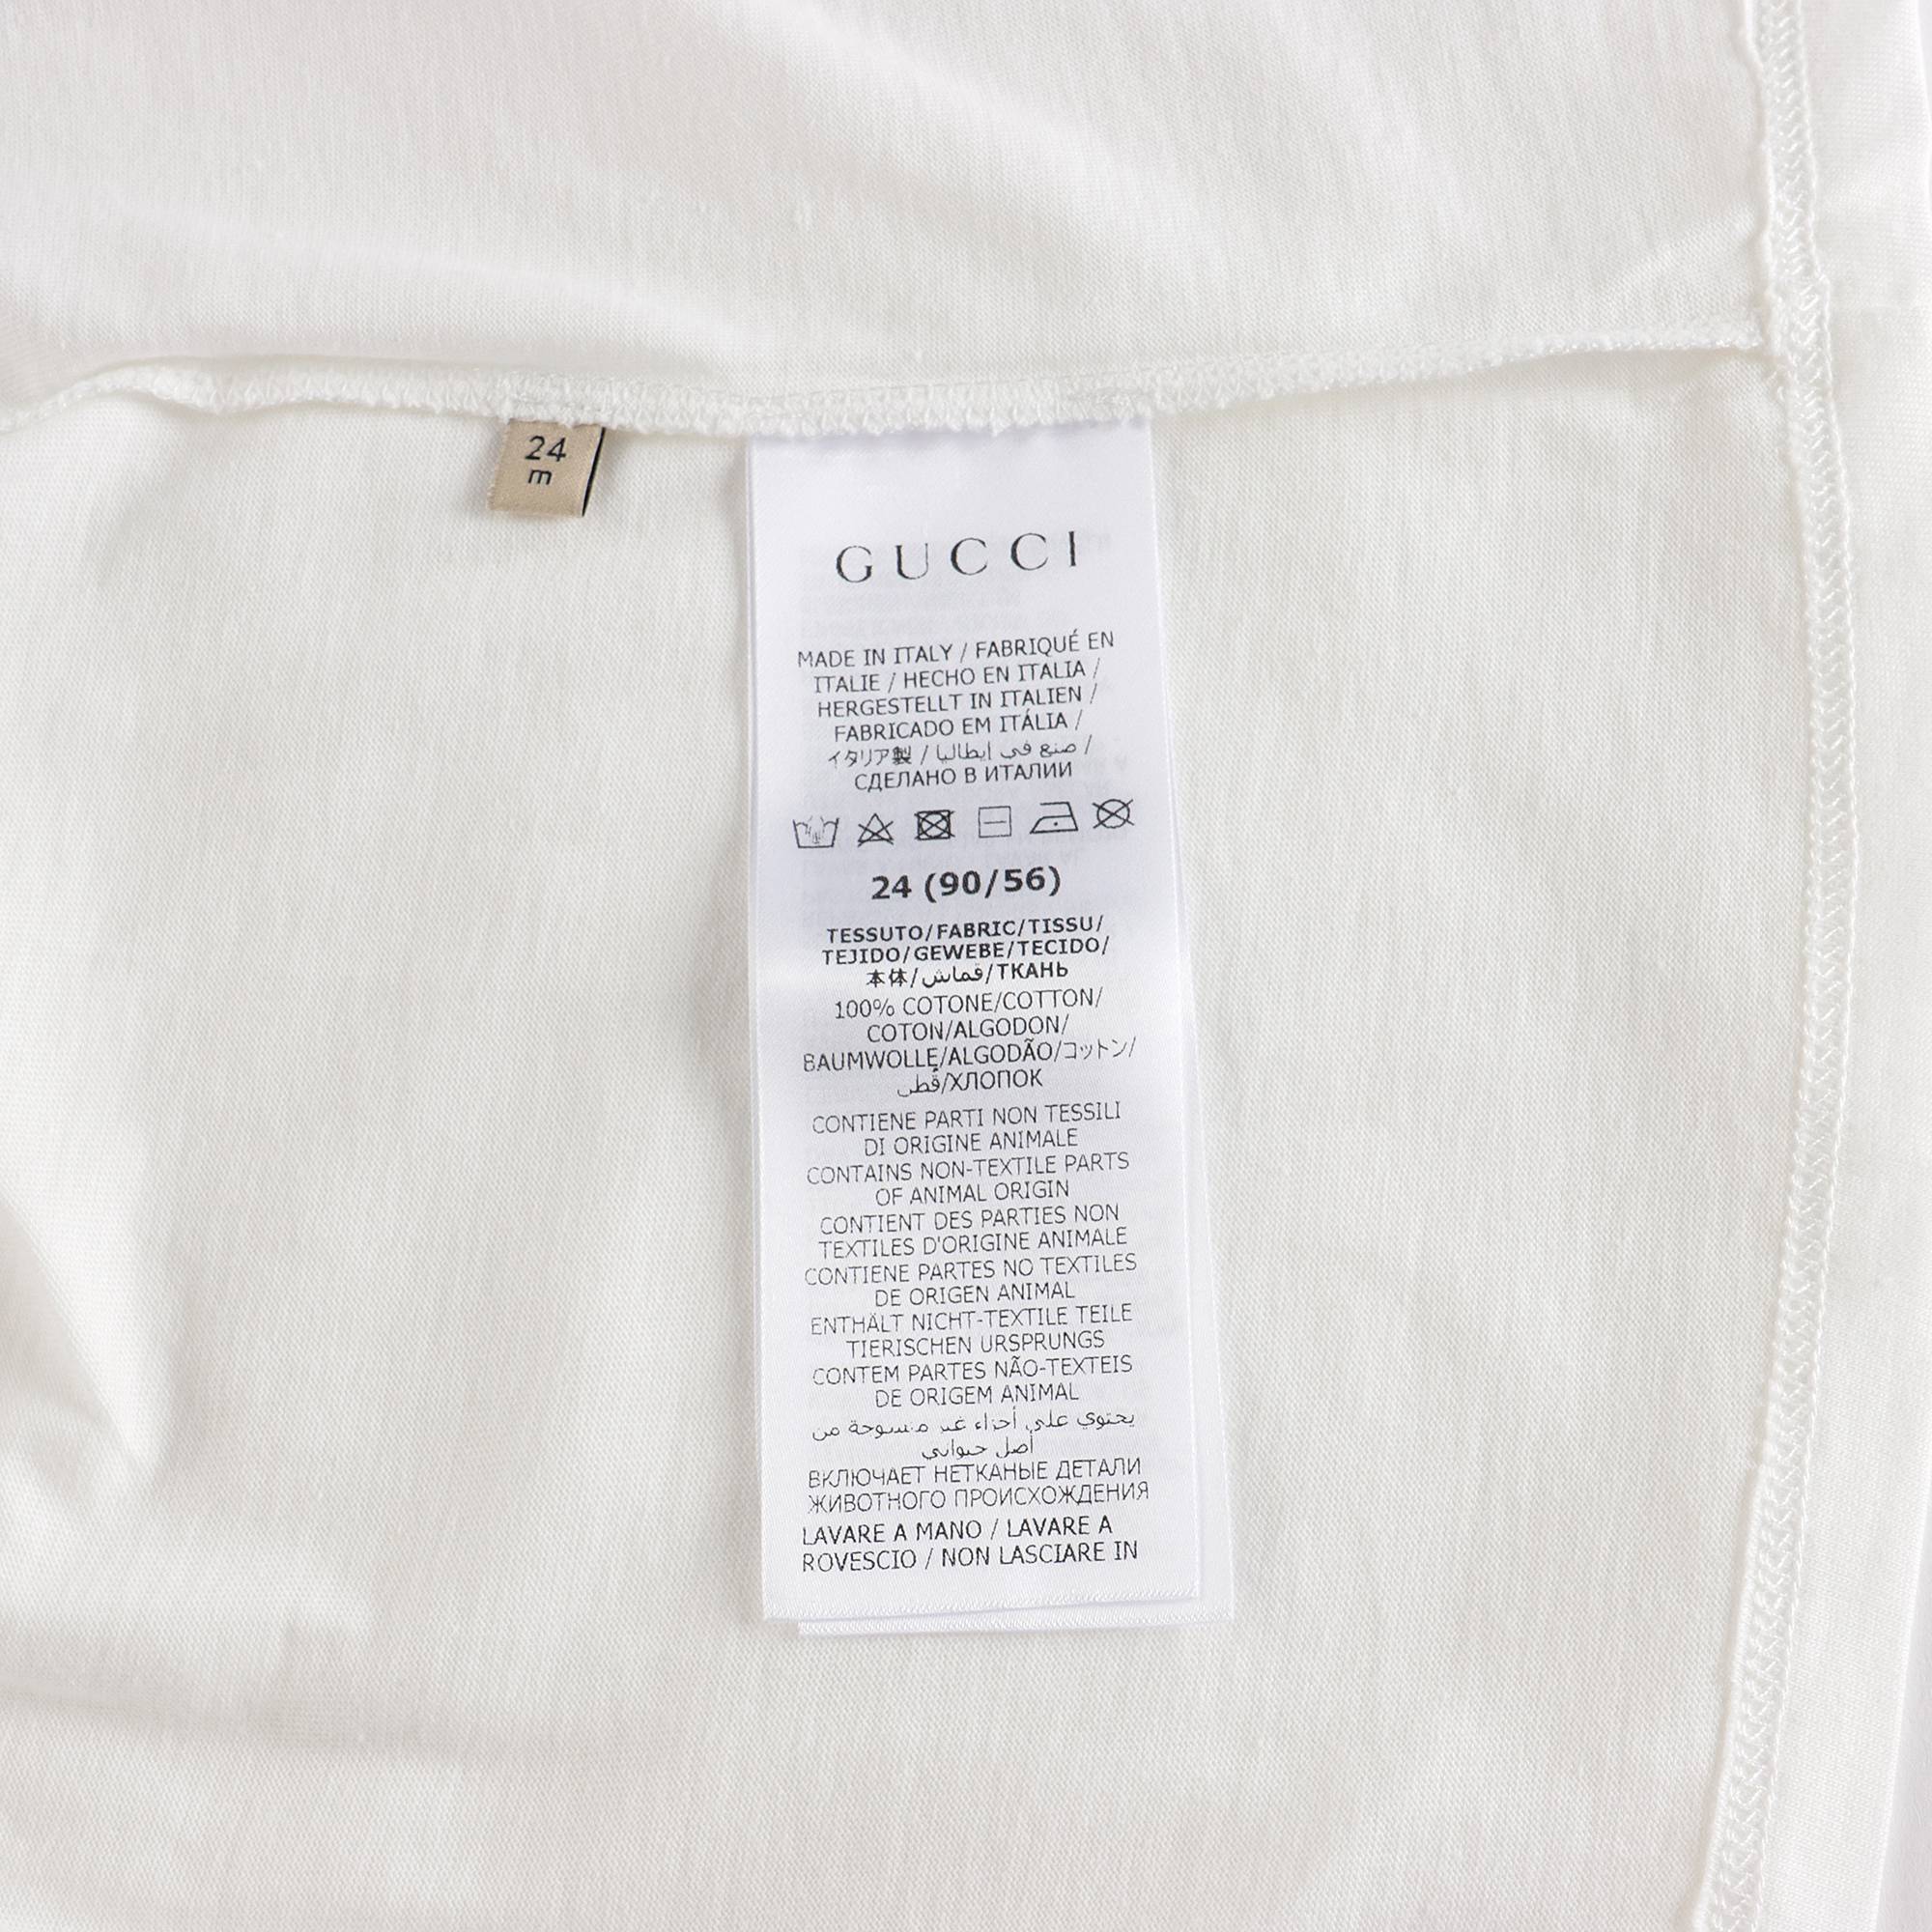 24
m
GUCCI
MADE IN ITALY / FABRIQUÉ EN
ITALIE / HECHO EN ITALIA /
HERGESTELLT IN ITALIEN /
FABRICADO EM ITÁLIA /
イタリア製 / صنع في ايطاليا /
СДЕЛАНО В ИТАЛИИ
24 (90/56)
TESSUTO/FABRIC/TISSU/
TEJIDO/GEWEBE/TECIDO/
本体/قماش/ТКАНЬ
100% COTONE/COTTON/
COTON/ALGODON/
BAUMWOLLE/ALGODÃO/コットン/
قطن/ХЛОПОК
CONTIENE PARTI NON TESSILI
DI ORIGINE ANIMALE
CONTAINS NON-TEXTILE PARTS
OF ANIMAL ORIGIN
CONTIENT DES PARTIES NON
TEXTILES D'ORIGINE ANIMALE
CONTIENE PARTES NO TEXTILES
DE ORIGEN ANIMAL
ENTHÄLT NICHT-TEXTILE TEILE
TIERISCHEN URSPRUNGS
CONTEM PARTES NÃO-TEXTEIS
DE ORIGEM ANIMAL
يحتوي على أجزاء غير منسوجة من
أصل حيواني
ВКЛЮЧАЕТ НЕТКАНЫЕ ДЕТАЛИ
ЖИВОТНОГО ПРОИСХОЖДЕНИЯ
LAVARE A MANO / LAVARE A
ROVESCIO / NON LASCIARE IN